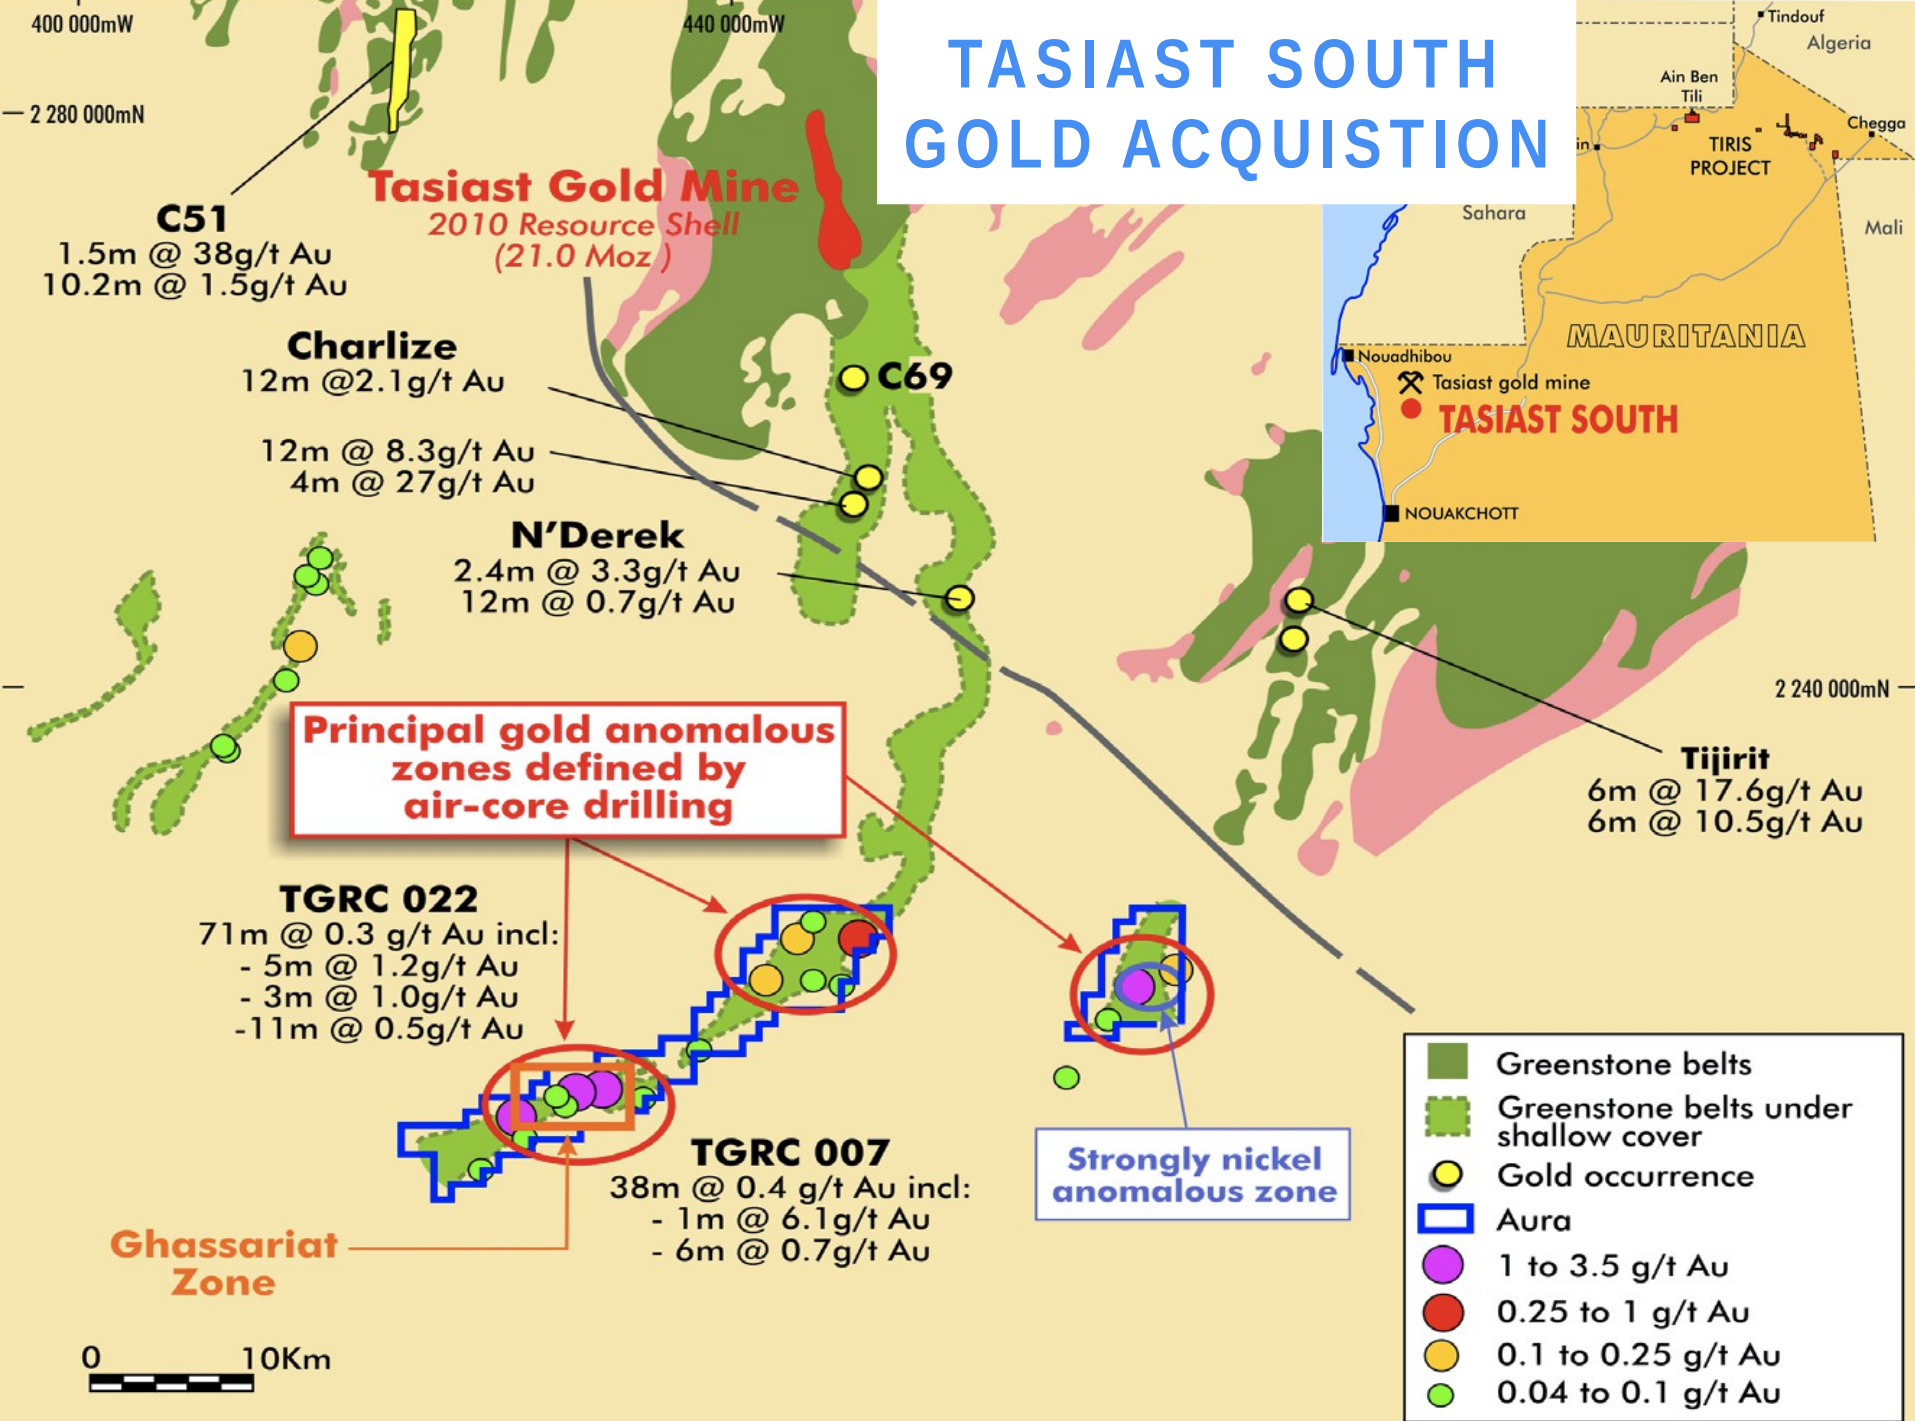 400 000mW
440 000mW
TASIAST SOUTH
GOLD ACQUISTION
2 280 000mN
Tindouf
Algeria
Ain Ben
Tili
in
TIRIS
PROJECT
Chegga
Sahara
Mali
MAURITANIA
Nouadhibou
Tasiast gold mine
TASIAST SOUTH
NOUAKCHOTT
Tasiast Gold Mine
2010 Resource Shell
(21.0 Moz )
C51
1.5m @ 38g/t Au
10.2m @ 1.5g/t Au
Charlize
12m @2.1g/t Au
C69
12m @ 8.3g/t Au
4m @ 27g/t Au
N'Derek
2.4m @ 3.3g/t Au
12m @ 0.7g/t Au
2 240 000mN
Principal gold anomalous
zones defined by
air-core drilling
Tijirit
6m @ 17.6g/t Au
6m @ 10.5g/t Au
TGRC 022
71m @ 0.3 g/t Au incl:
- 5m @ 1.2g/t Au
- 3m @ 1.0g/t Au
-11m @ 0.5g/t Au
TGRC 007
38m @ 0.4 g/t Au incl:
- 1m @ 6.1g/t Au
- 6m @ 0.7g/t Au
Strongly nickel
anomalous zone
Ghassariat
Zone
0 10Km
Greenstone belts
Greenstone belts under
shallow cover
Gold occurrence
Aura
1 to 3.5 g/t Au
0.25 to 1 g/t Au
0.1 to 0.25 g/t Au
0.04 to 0.1 g/t Au